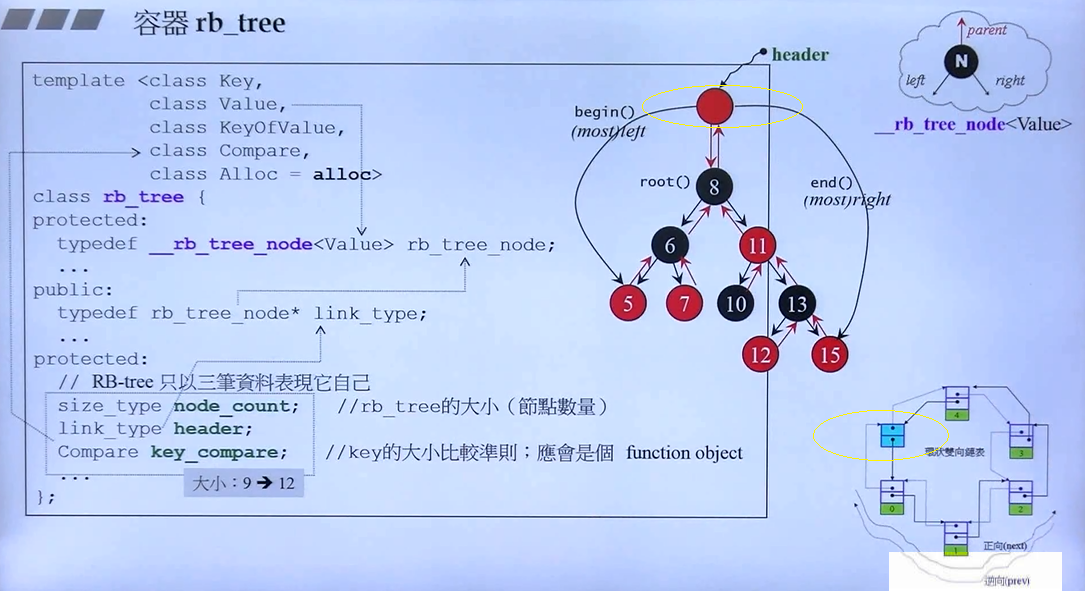 容器 rb_tree
template <class Key,
class Value,
class KeyOfValue,
class Compare,
class Alloc = alloc>
class rb_tree {
protected:
typedef __rb_tree_node<Value> rb_tree_node;
...
public:
typedef rb_tree_node* link_type;
...
protected:
// RB-tree 只以三筆資料表現它自己
size_type node_count; //rb_tree的大小（節點數量）
link_type header;
Compare key_compare; //key的大小比較準則；應會是個 function object
...
大小：9 ➔ 12
};
header
begin()
(most)left
root()
end()
(most)right
8
6
11
5
7
10
13
12
15
parent
N
left
right
__rb_tree_node<Value>
4
3
環狀雙向鏈表
0
2
1
正向(next)
逆向(prev)